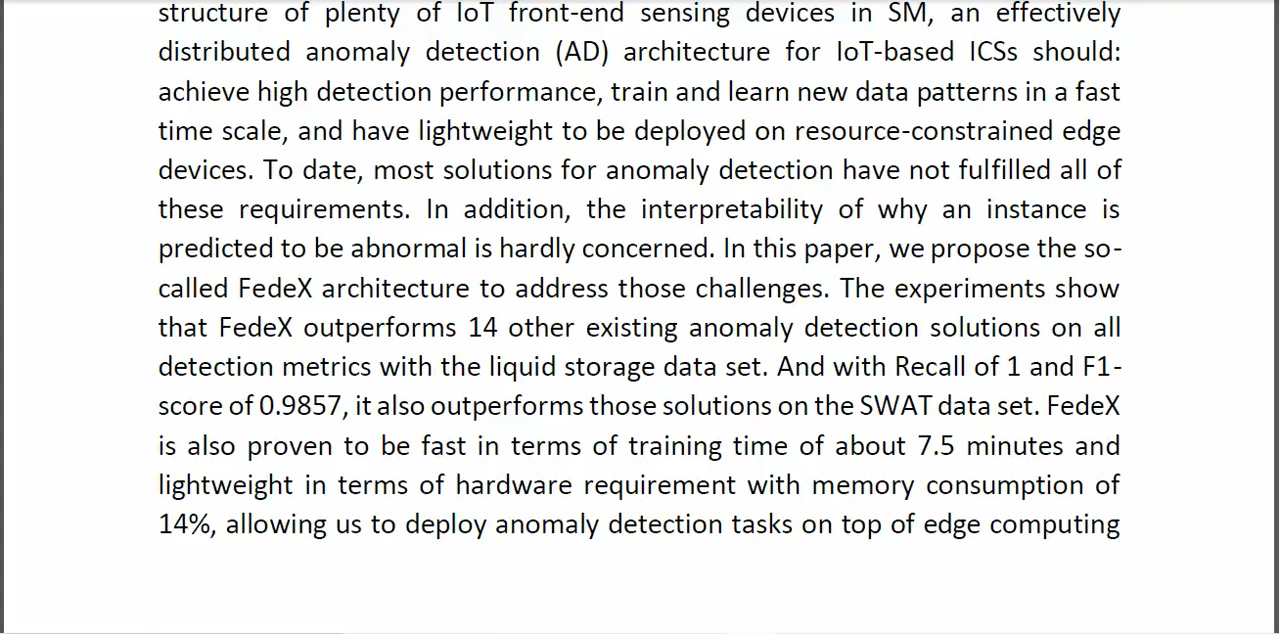 structure of plenty of IoT front-end sensing devices in SM, an effectively
distributed anomaly detection (AD) architecture for IoT-based ICSs should:
achieve high detection performance, train and learn new data patterns in a fast
time scale, and have lightweight to be deployed on resource-constrained edge
devices. To date, most solutions for anomaly detection have not fulfilled all of
these requirements. In addition, the interpretability of why an instance is
predicted to be abnormal is hardly concerned. In this paper, we propose the so-
called FedeX architecture to address those challenges. The experiments show
that FedeX outperforms 14 other existing anomaly detection solutions on all
detection metrics with the liquid storage data set. And with Recall of 1 and F1-
score of 0.9857, it also outperforms those solutions on the SWAT data set. FedeX
is also proven to be fast in terms of training time of about 7.5 minutes and
lightweight in terms of hardware requirement with memory consumption of
14%, allowing us to deploy anomaly detection tasks on top of edge computing